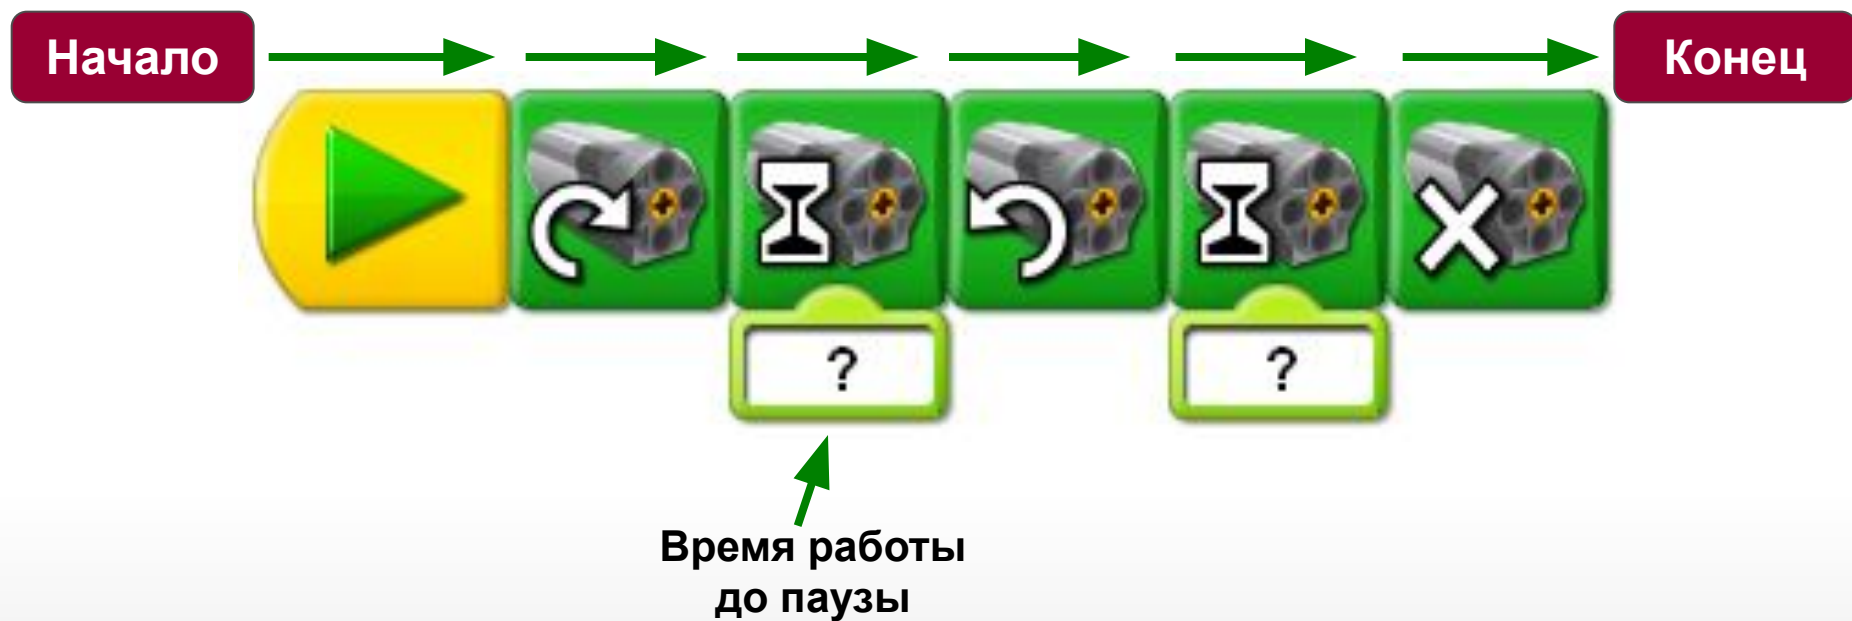 Начало
Конец
?
?
Время работы
до паузы